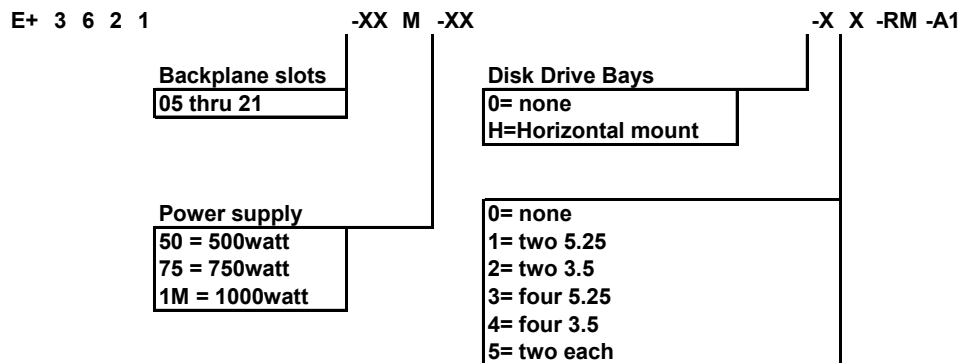 E+ 3 6 2 1 -XX M -XX -X X -RM -A1
Backplane slots Disk Drive Bays
05 thru 21 0= none
H=Horizontal mount
Power supply 0= none
50 = 500watt 1= two 5.25
75 = 750watt 2= two 3.5
1M = 1000watt 3= four 5.25
4= four 3.5
5= two each